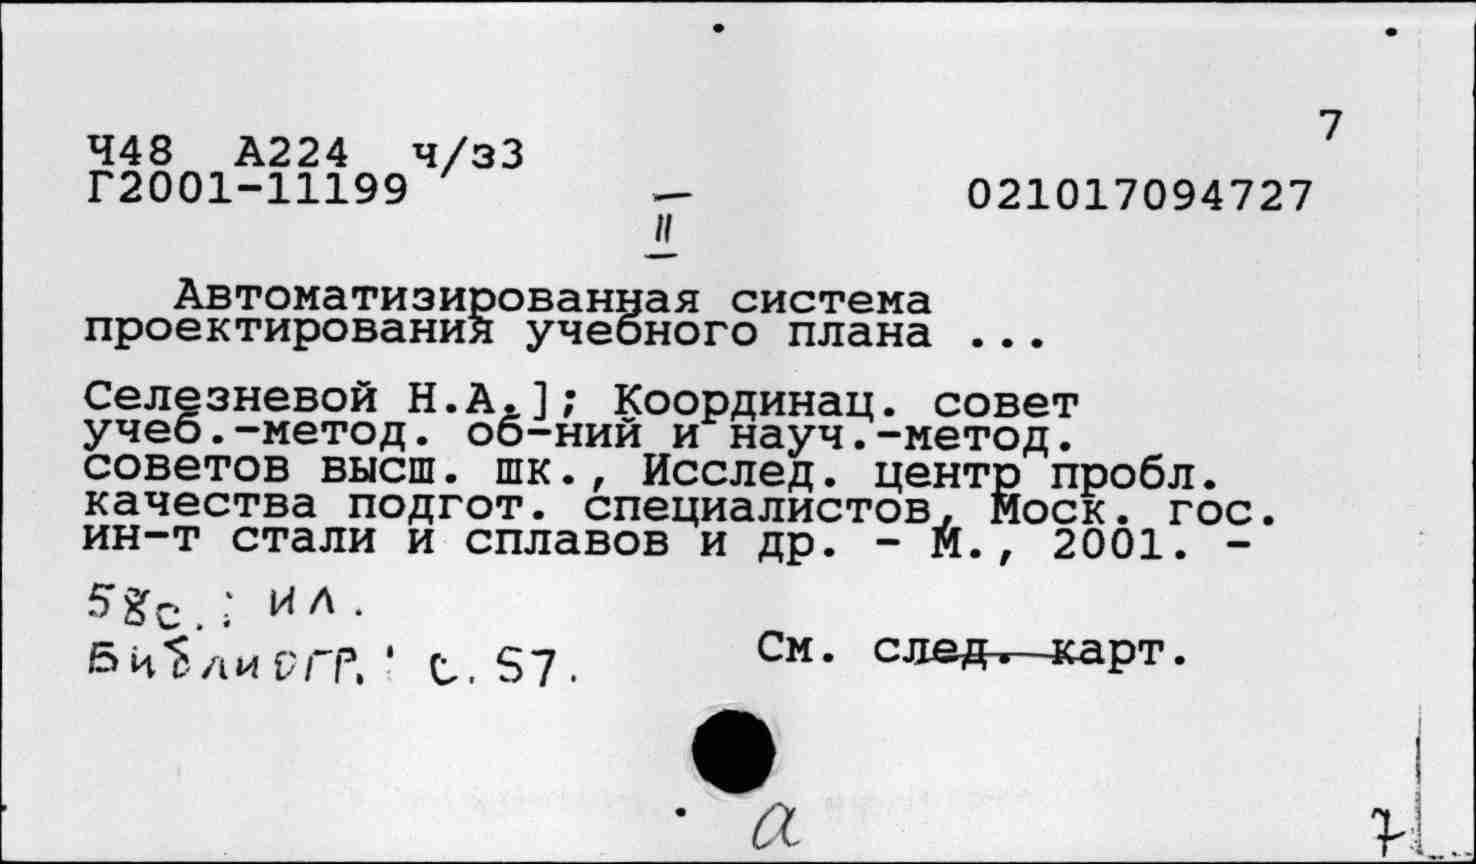 7
Ч48 А224 ч/з3
Г2001-11199
021017094727
II
Автоматизированная система
проектирования учебного плана ...
Селезневой Н.А.]; Координац. совет
учеб.-метод. об-ний и науч.-метод.
советов высш. шк., Исслед. центр пробл.
качества подгот. специалистов, Моск. гос.
ин-т стали и сплавов и др. - М., 2001. -
58с.: ил.
Библиогр.: с. 57.
См. след. карт.
а
7